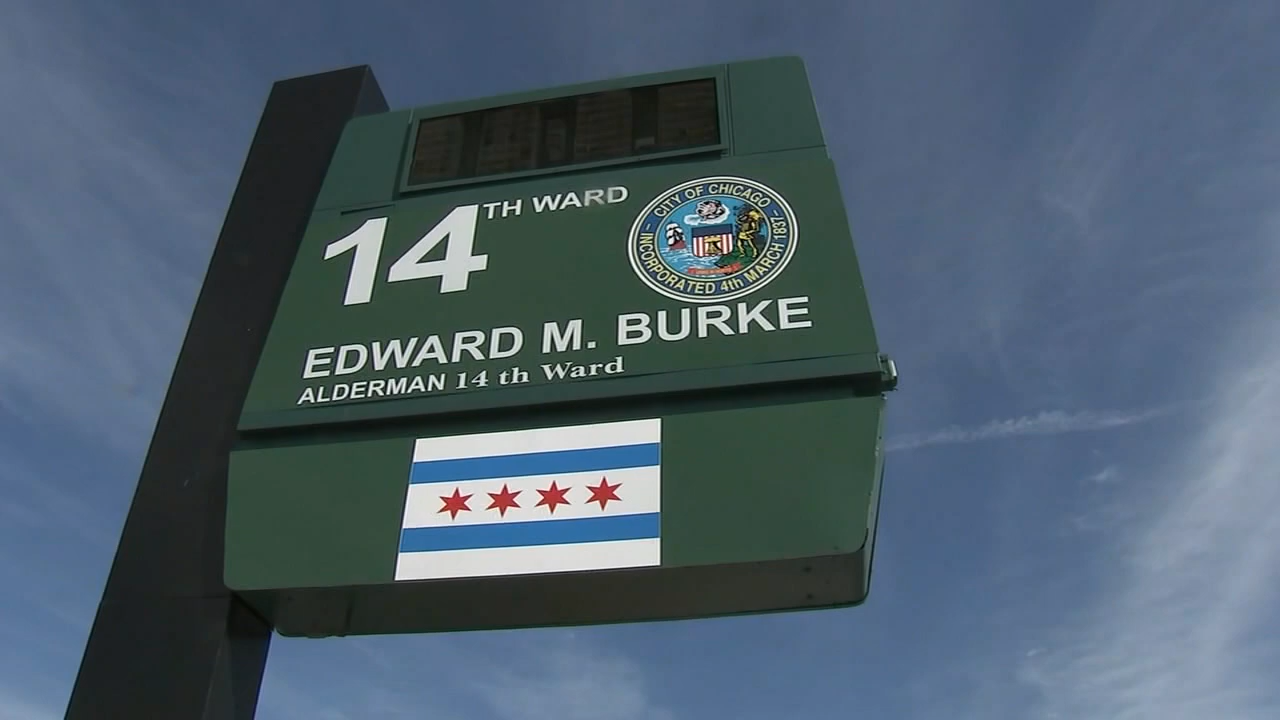 14TH WARD
CITY OF CHICAGO
INCORPORATED 4th MARCH 1837
EDWARD M. BURKE
ALDERMAN 14 th Ward